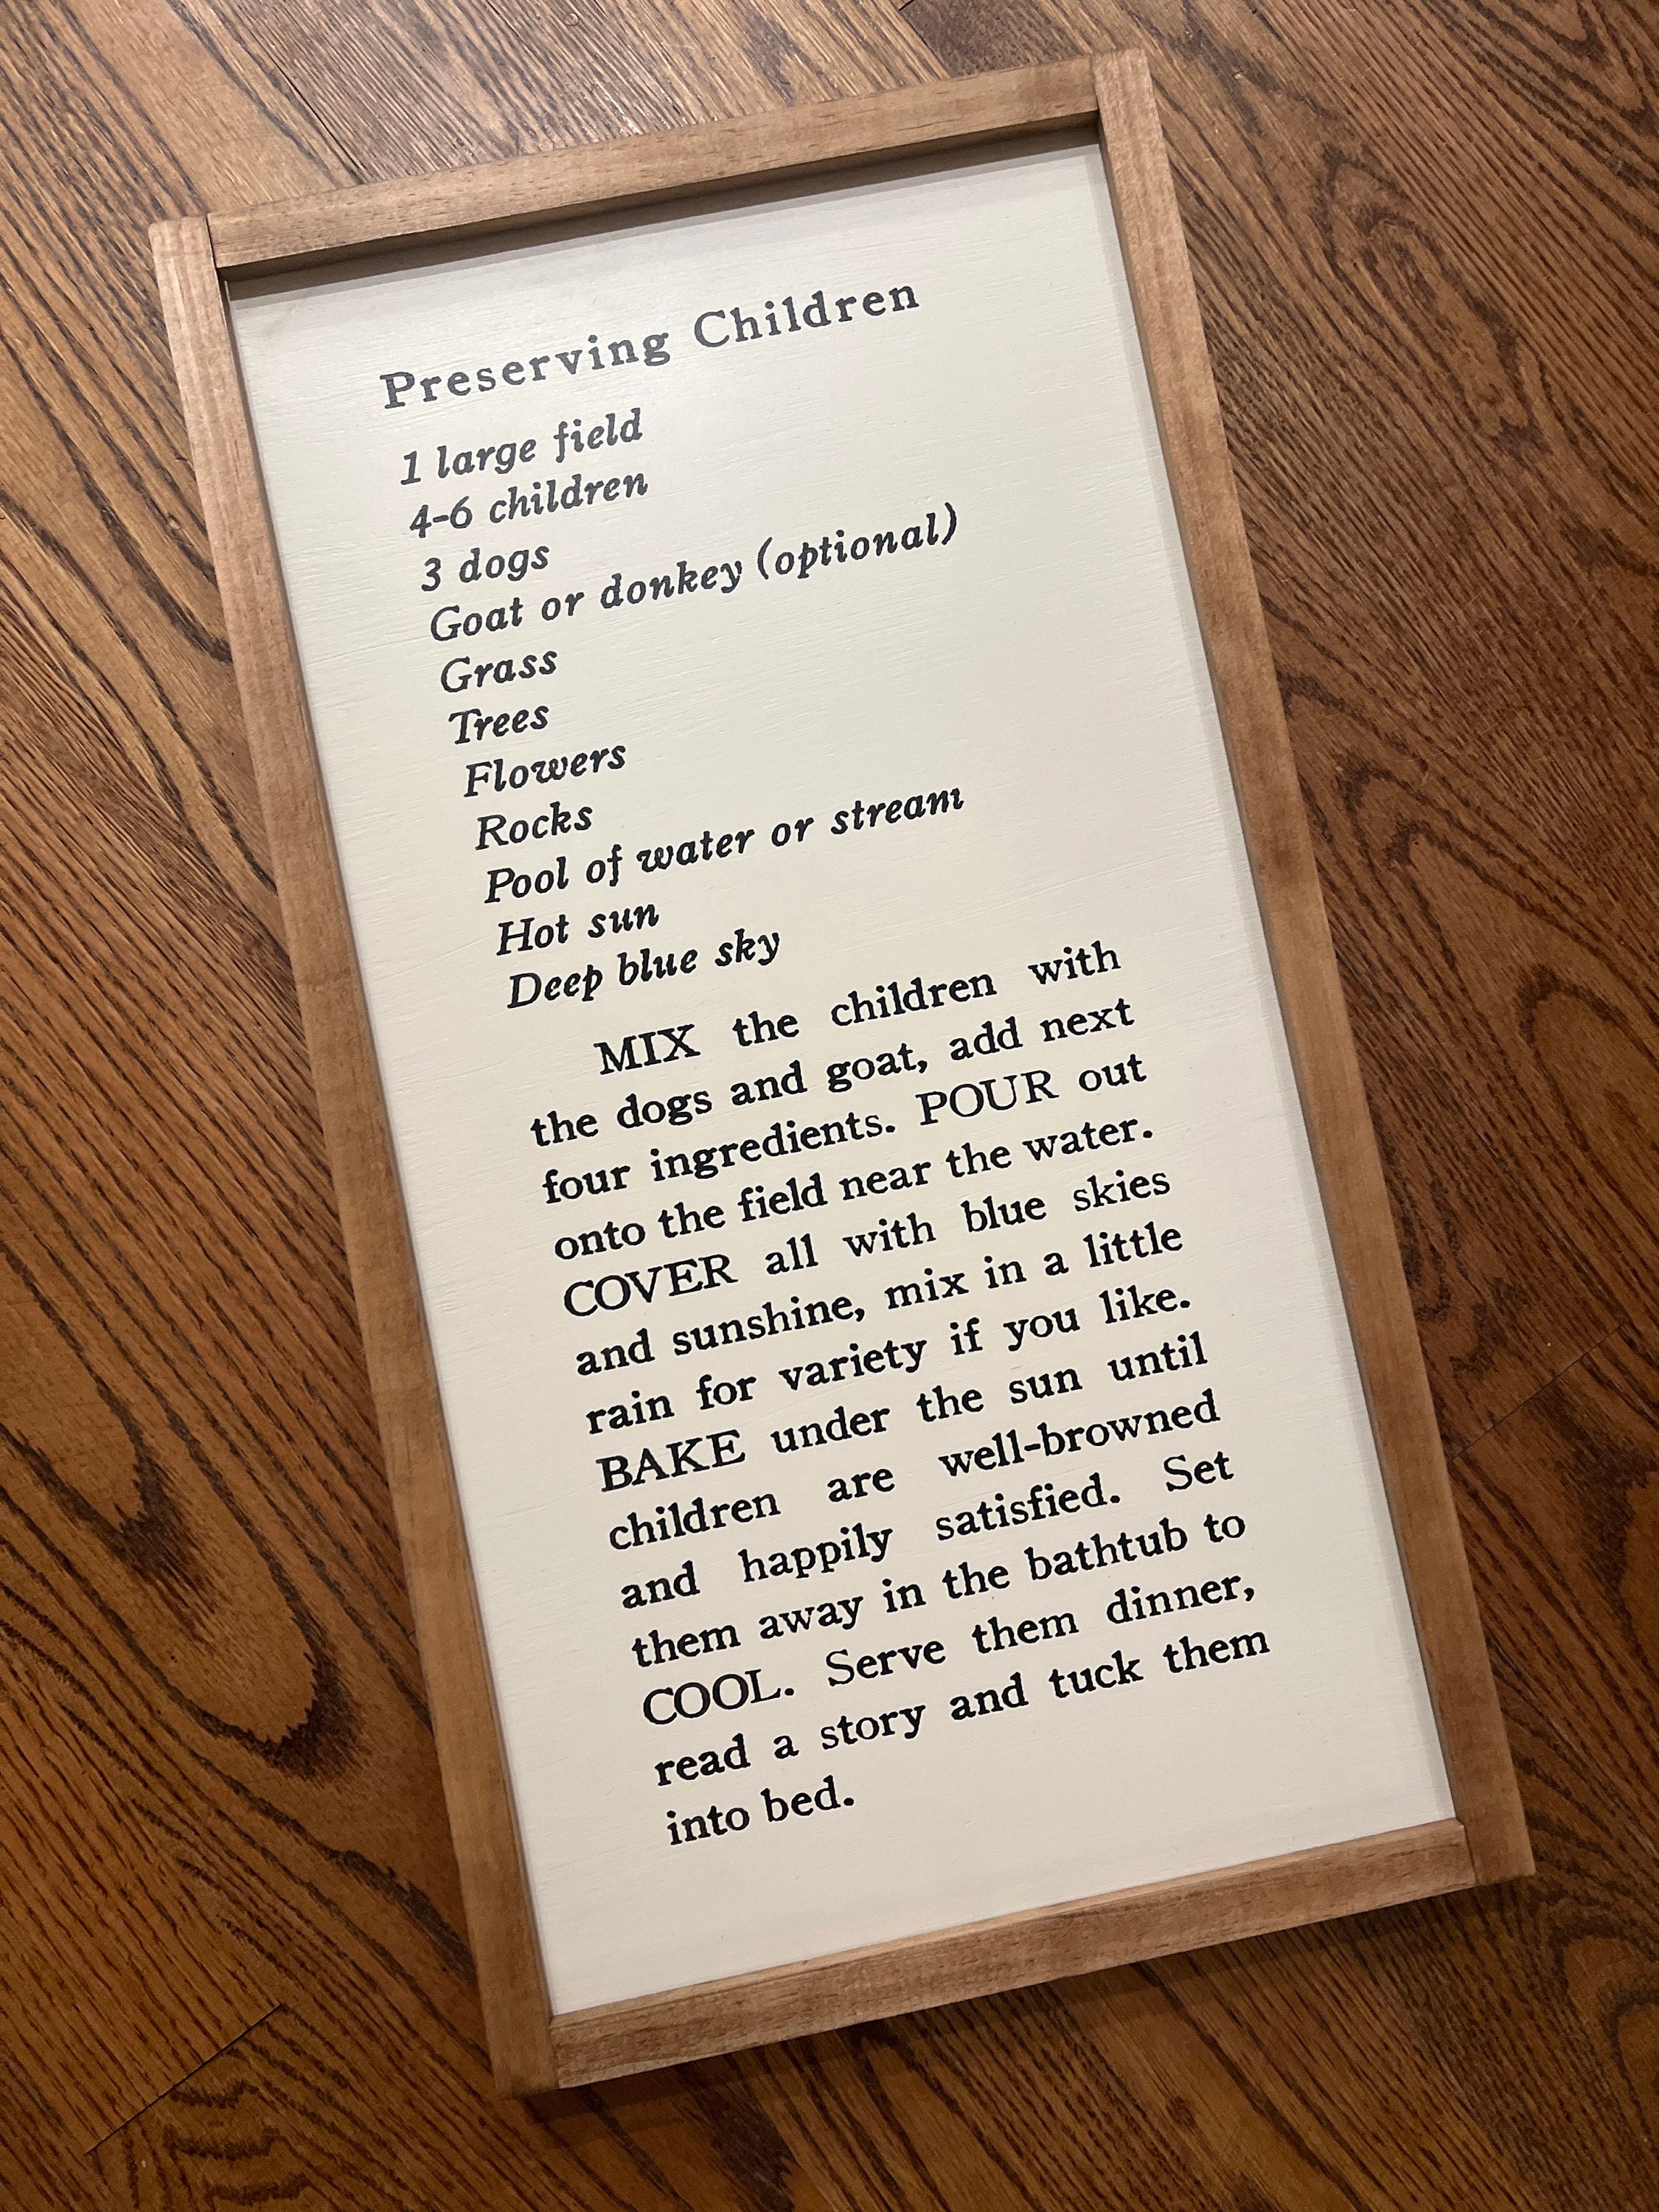 Preserving Children
1 large field
4-6 children
3 dogs
Goat or donkey (optional)
Grass
Trees
Flowers
Rocks
Pool of water or stream
Hot sun
Deep blue sky
MIX the children with
the dogs and goat, add next
four ingredients. POUR out
onto the field near the water.
COVER all with blue skies
and sunshine, mix in a little
rain for variety if you like.
BAKE under the sun until
children are well-browned
and happily satisfied. Set
them away in the bathtub to
COOL. Serve them dinner,
read a story and tuck them
into bed.